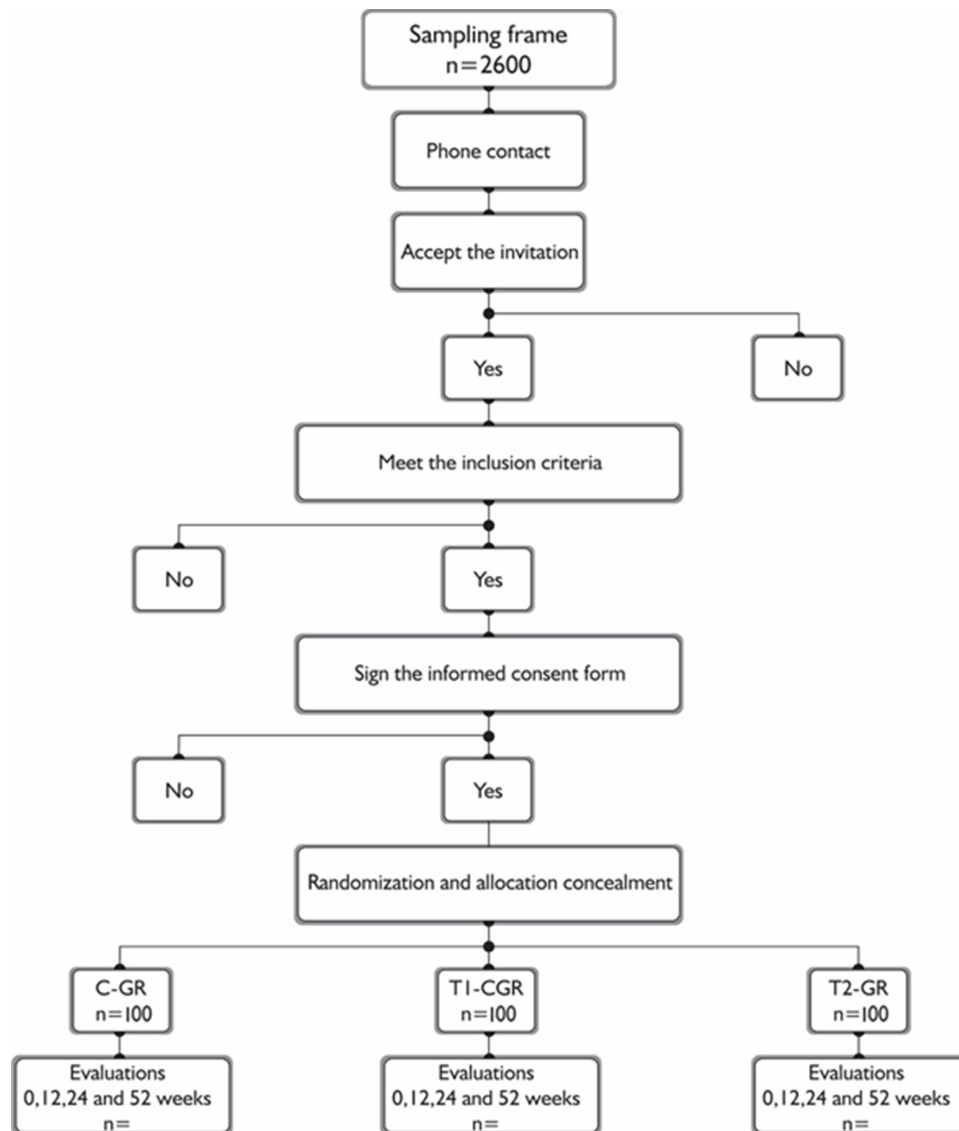 Sampling frame
n=2600
Phone contact
Accept the invitation
Yes
No
Meet the inclusion criteria
No
Yes
Sign the informed consent form
No
Yes
Randomization and allocation concealment
C-GR
n=100
T1-CGR
n=100
T2-GR
n=100
Evaluations
0,12,24 and 52 weeks
n=
Evaluations
0,12,24 and 52 weeks
n=
Evaluations
0,12,24 and 52 weeks
n=